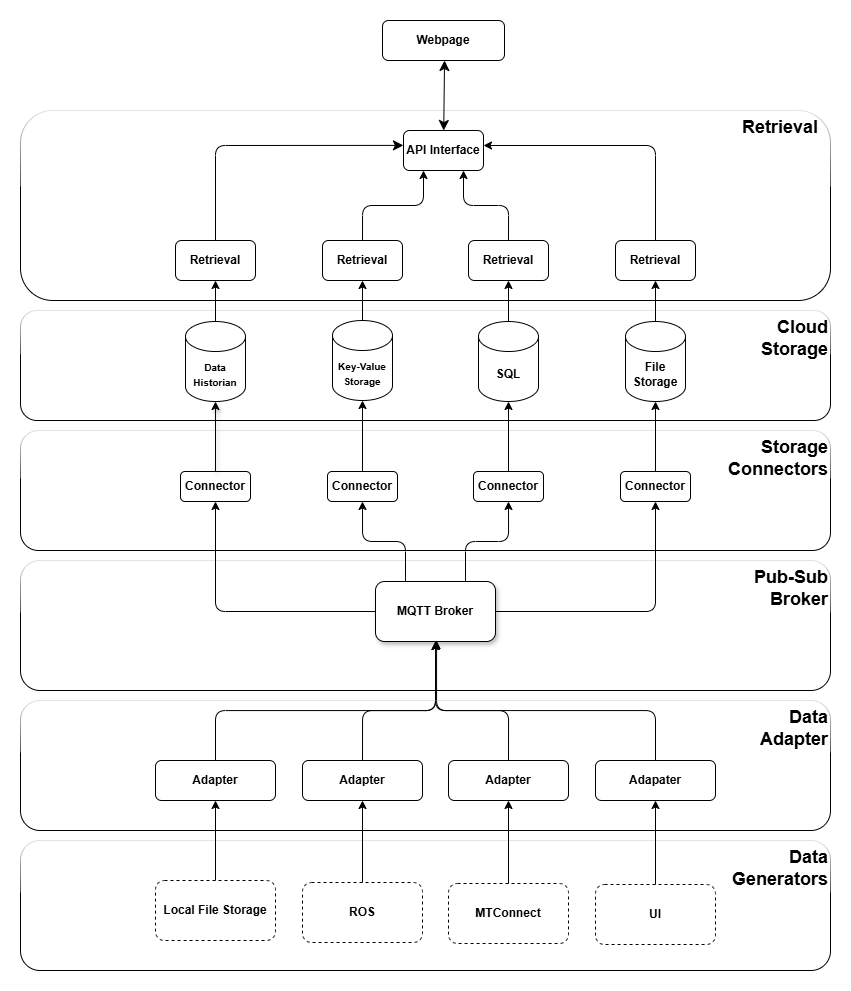 Webpage
Retrieval
API Interface
Retrieval
Retrieval
Retrieval
Retrieval
Cloud
Storage
Data
Historian
Key-Value
Storage
SQL
File
Storage
Storage
Connectors
Connector
Connector
Connector
Connector
Pub-Sub
Broker
MQTT Broker
Data
Adapter
Adapter
Adapter
Adapter
Adapater
Data
Generators
Local File Storage
ROS
MTConnect
UI